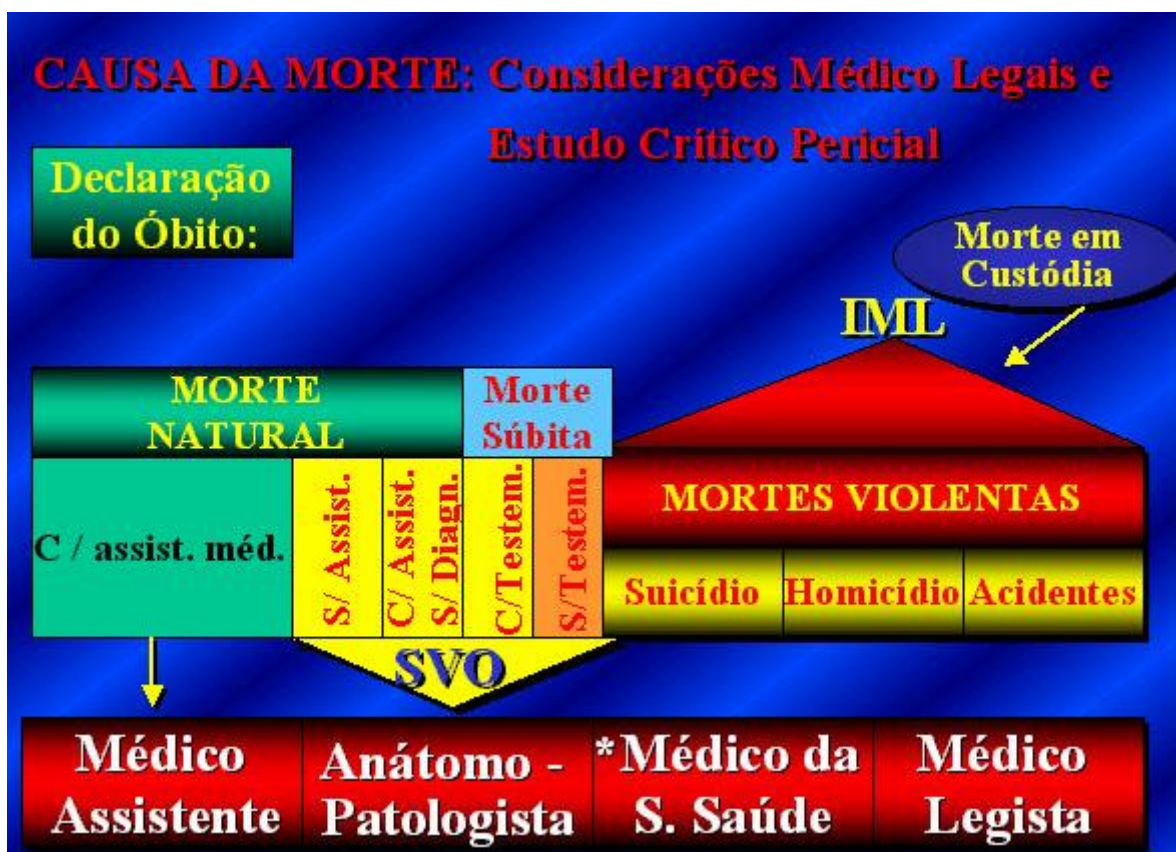 CAUSA DA MORTE: Considerações Médico Legais e
Estudo Crítico Pericial
Declaração
do Óbito:
Morte em
Custódia
IML
MORTE
NATURAL
Morte
Súbita
MORTES VIOLENTAS
C / assist. méd.
S/ Assist.
C/ Assist.
S/ Diagn.
C/Testem.
S/Testem.
Suicídio
Homicídio
Acidentes
SVO
Médico
Assistente
Anátomo -
Patologista
*Médico da
S. Saúde
Médico
Legista